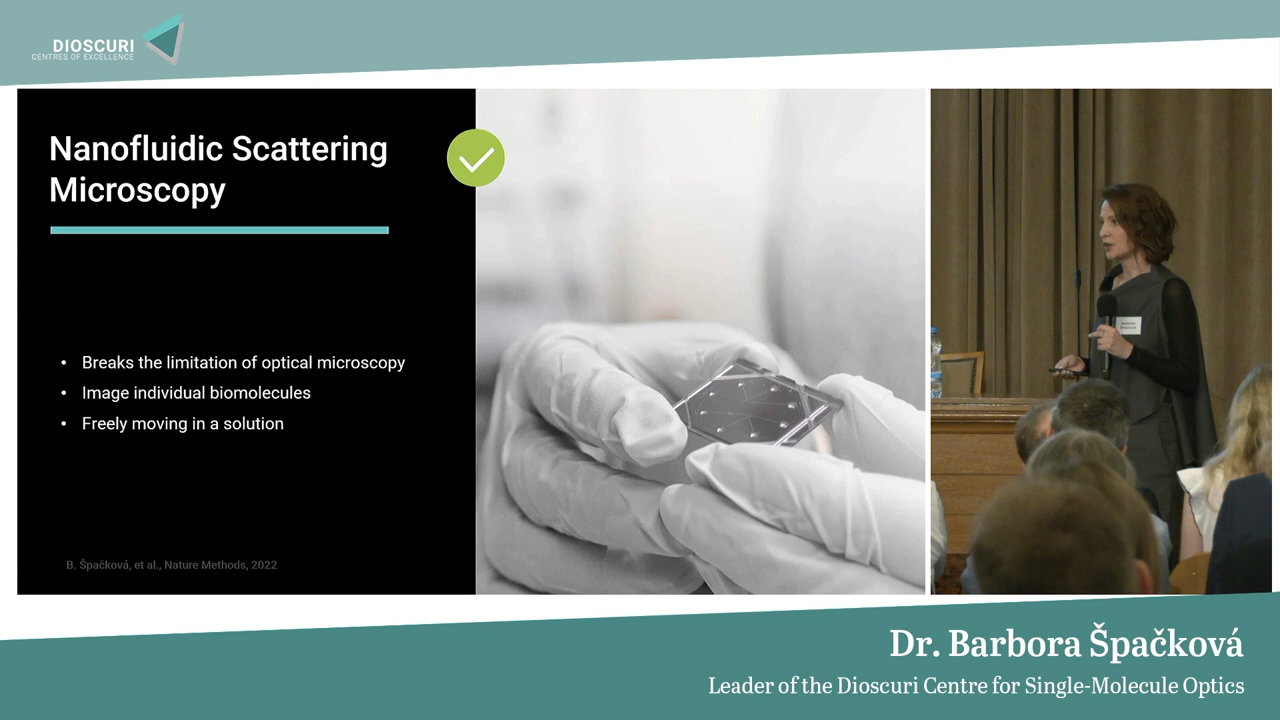 DIOSCURI
CENTRES OF EXCELLENCE
Nanofluidic Scattering
Microscopy
• Breaks the limitation of optical microscopy
• Image individual biomolecules
• Freely moving in a solution
B. Špačková, et al., Nature Methods, 2022
Dr. Barbora Špačková
Leader of the Dioscuri Centre for Single-Molecule Optics